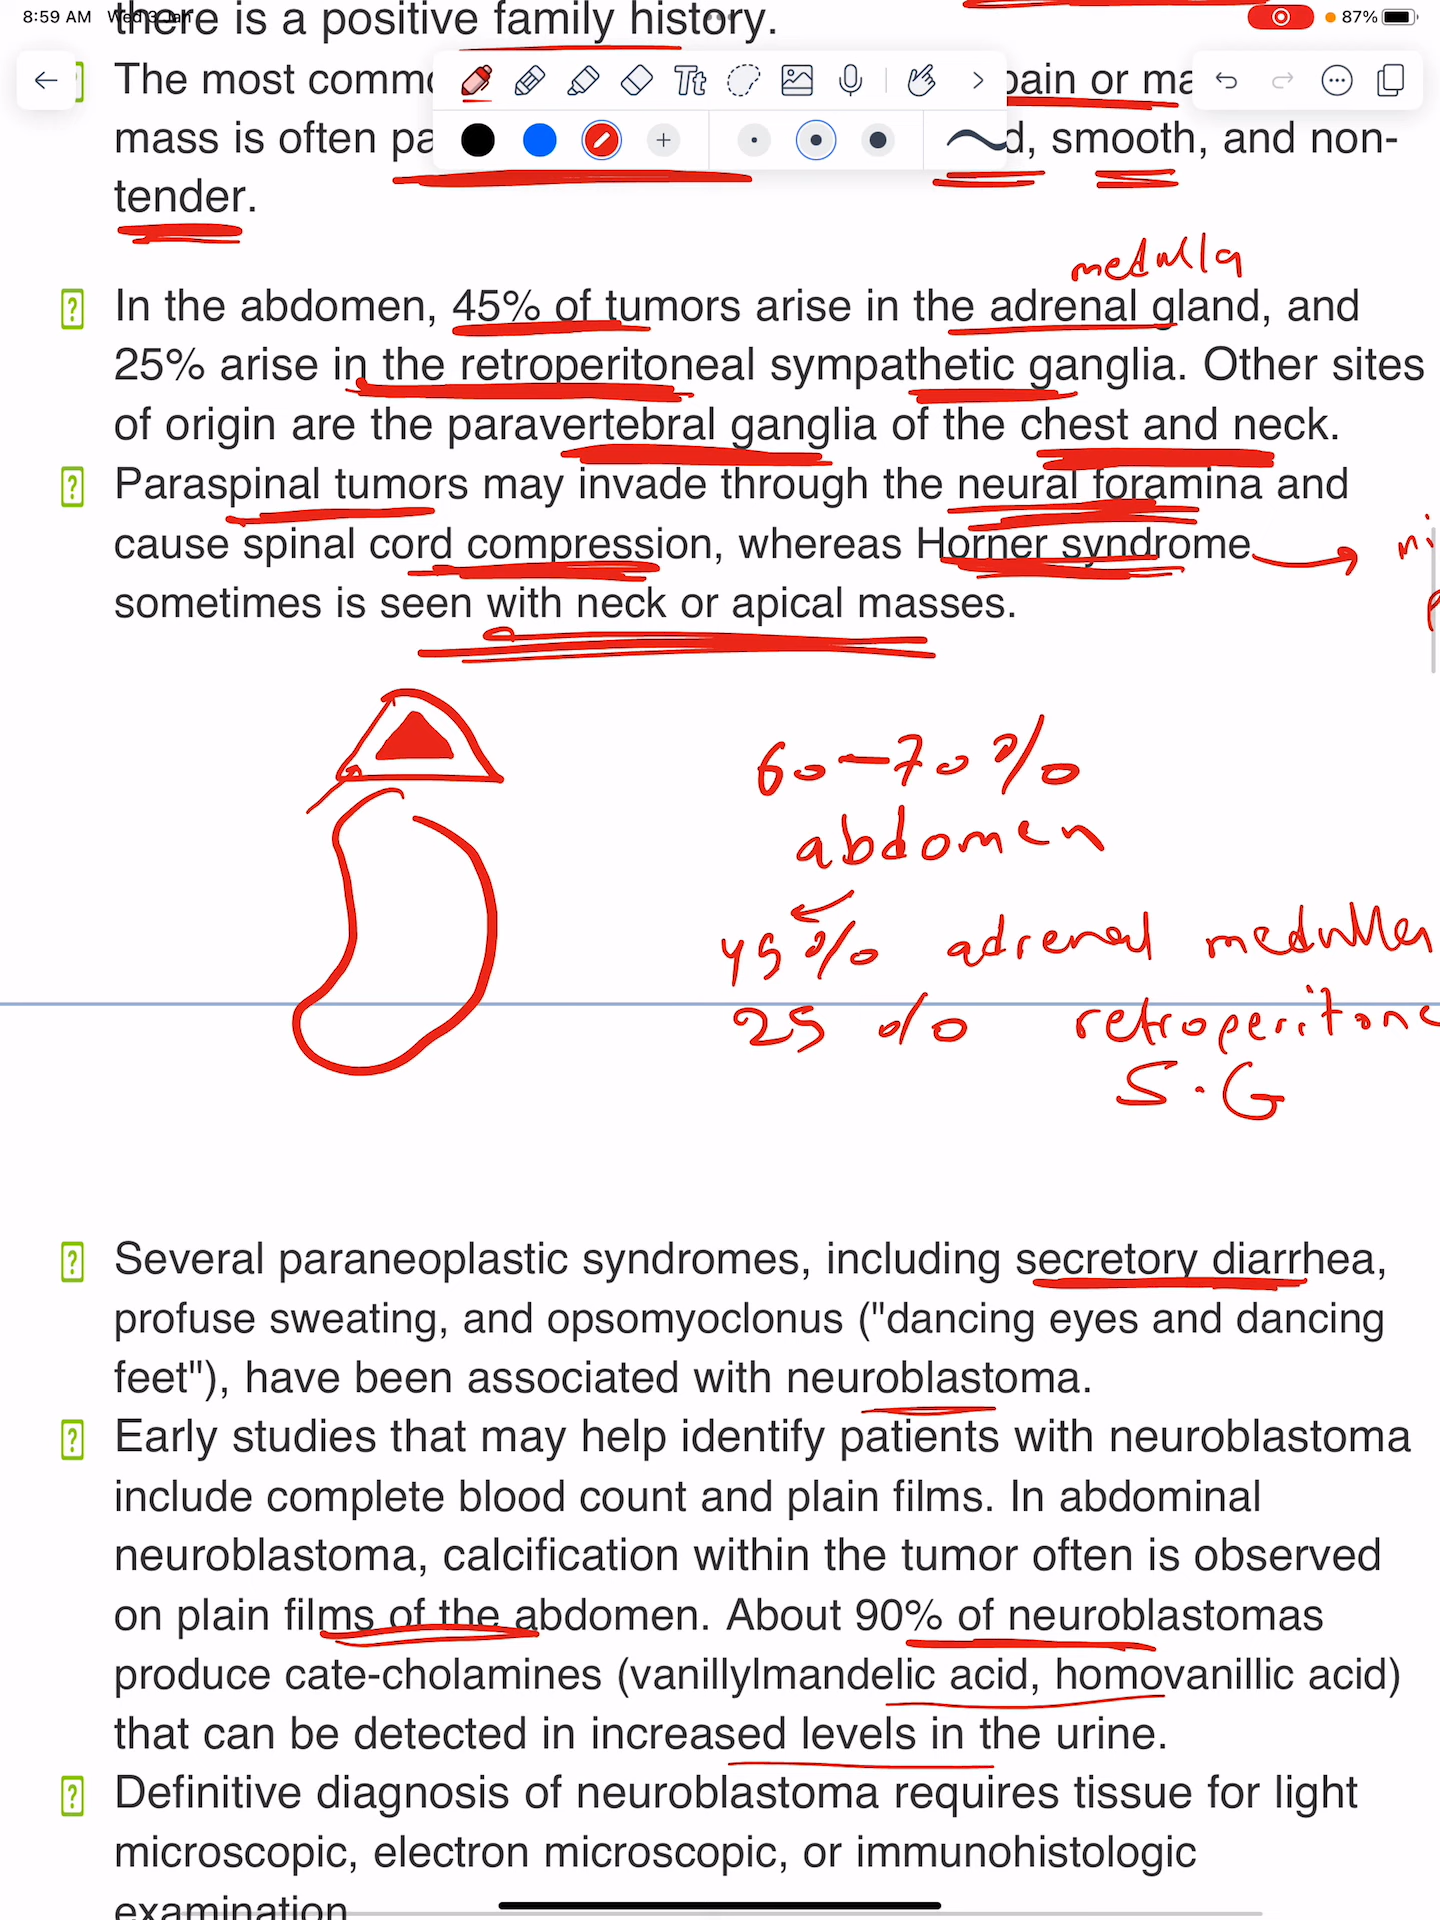 8:59 AM Wed 3 Jan
87%
there is a positive family history.
Tt
The most comm pain or ma
mass is often pa d, smooth, and non-
tender.
medulla
In the abdomen, 45% of tumors arise in the adrenal gland, and
25% arise in the retroperitoneal sympathetic ganglia. Other sites
of origin are the paravertebral ganglia of the chest and neck.
Paraspinal tumors may invade through the neural foramina and
cause spinal cord compression, whereas Horner syndrome
sometimes is seen with neck or apical masses.
60-70%
abdomen
45% adrenal medulla
25% retroperitone
S.G
Several paraneoplastic syndromes, including secretory diarrhea,
profuse sweating, and opsomyoclonus ("dancing eyes and dancing
feet"), have been associated with neuroblastoma.
Early studies that may help identify patients with neuroblastoma
include complete blood count and plain films. In abdominal
neuroblastoma, calcification within the tumor often is observed
on plain films of the abdomen. About 90% of neuroblastomas
produce cate-cholamines (vanillylmandelic acid, homovanillic acid)
that can be detected in increased levels in the urine.
Definitive diagnosis of neuroblastoma requires tissue for light
microscopic, electron microscopic, or immunohistologic
examination